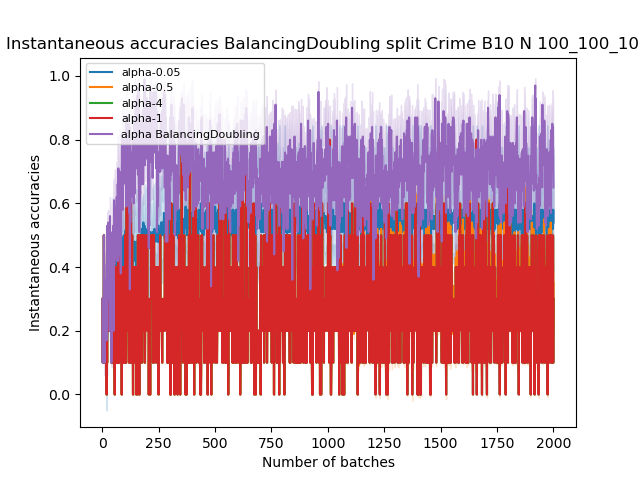 Instantaneous accuracies BalancingDoubling split Crime B10 N 100_100_10
alpha-0.05
alpha-0.5
alpha-4
alpha-1
alpha BalancingDoubling
Instantaneous accuracies
1.0
0.8
0.6
0.4
0.2
0.0
0 250 500 750 1000 1250 1500 1750 2000
Number of batches